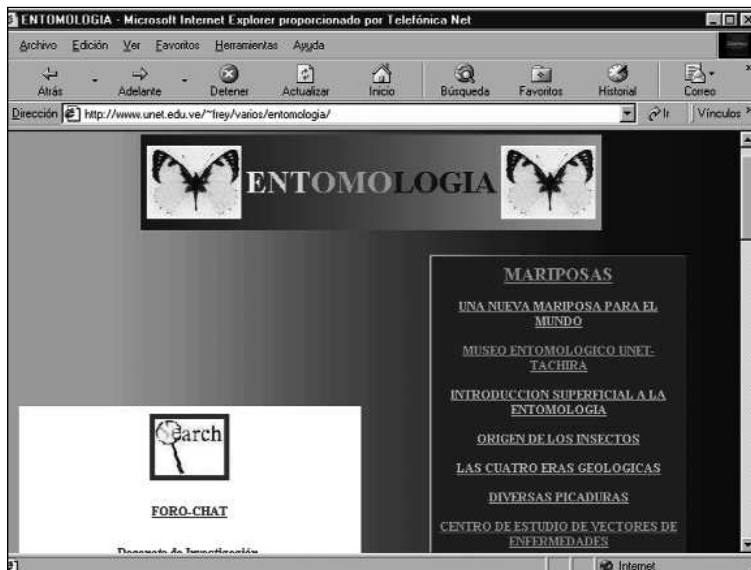 ENTOMOLOGIA - Microsoft Internet Explorer proporcionado por Telefónica Net
Archivo Edición Ver Favoritos Herramientas Ayuda
Atrás Adelante Detener Actualizar Inicio Búsqueda Favoritos Historial Correo
Dirección http://www.unet.edu.ve/~frey/varios/entomologia/ Ir Vínculos
ENTOMOLOGIA
MARIPOSAS
UNA NUEVA MARIPOSA PARA EL
MUNDO
MUSEO ENTOMOLOGICO UNET-
TACHIRA
INTRODUCCION SUPERFICIAL A LA
ENTOMOLOGIA
ORIGEN DE LOS INSECTOS
LAS CUATRO ERAS GEOLOGICAS
DIVERSAS PICADURAS
CENTRO DE ESTUDIO DE VECTORES DE
ENFERMEDADES
Search
FORO-CHAT
Decanato de Investigación
Internet